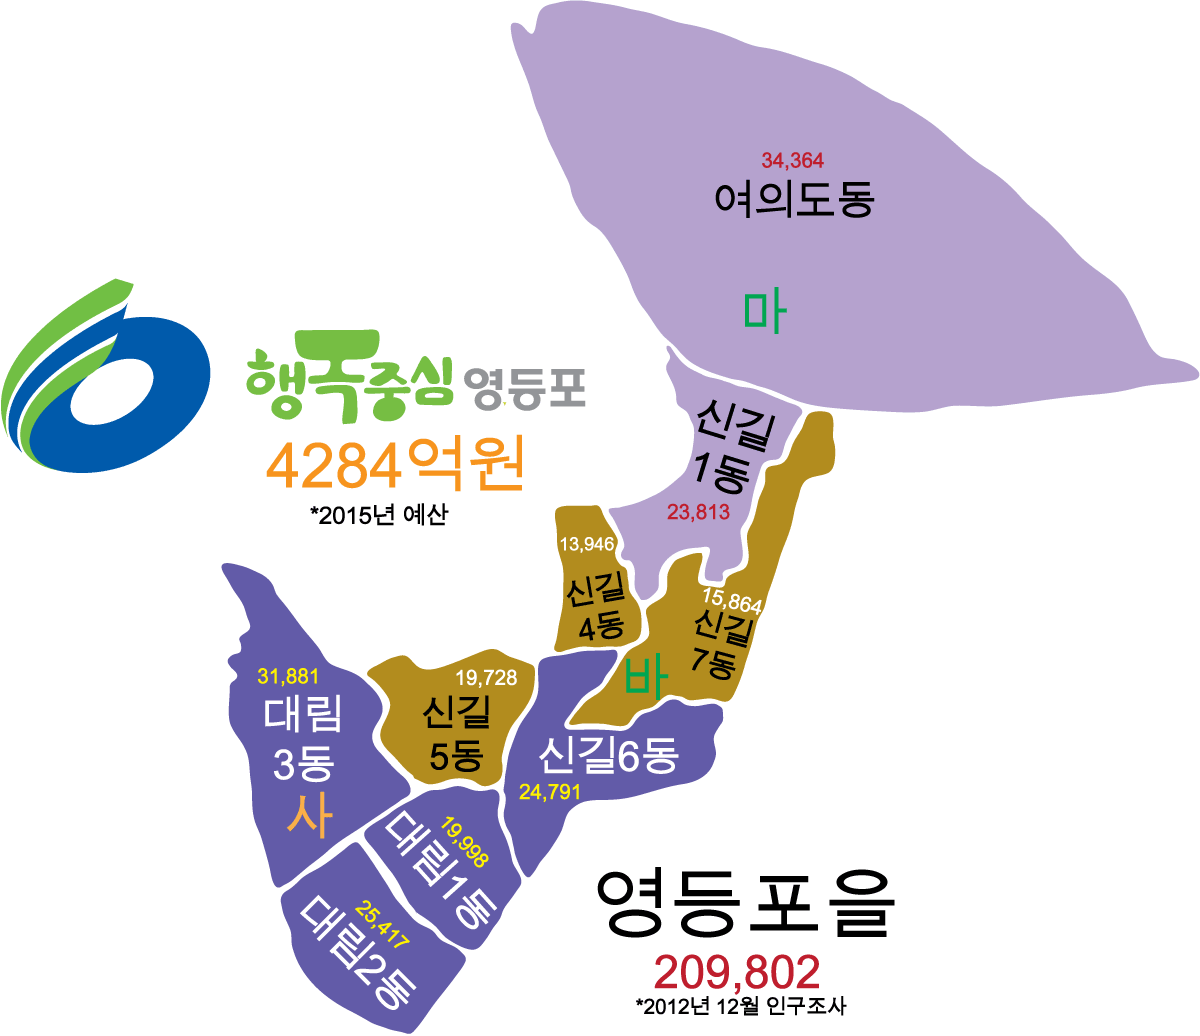 34,364
여의도동
마
행복중심 영등포
4284억원
*2015년 예산
신길
1동
23,813
13,946
신길
4동
15,864
신길
7동
바
31,881
대림
3동
사
19,728
신길
5동
신길6동
24,791
19,998
대림1동
25,417
대림2동
영등포을
209,802
*2012년 12월 인구조사